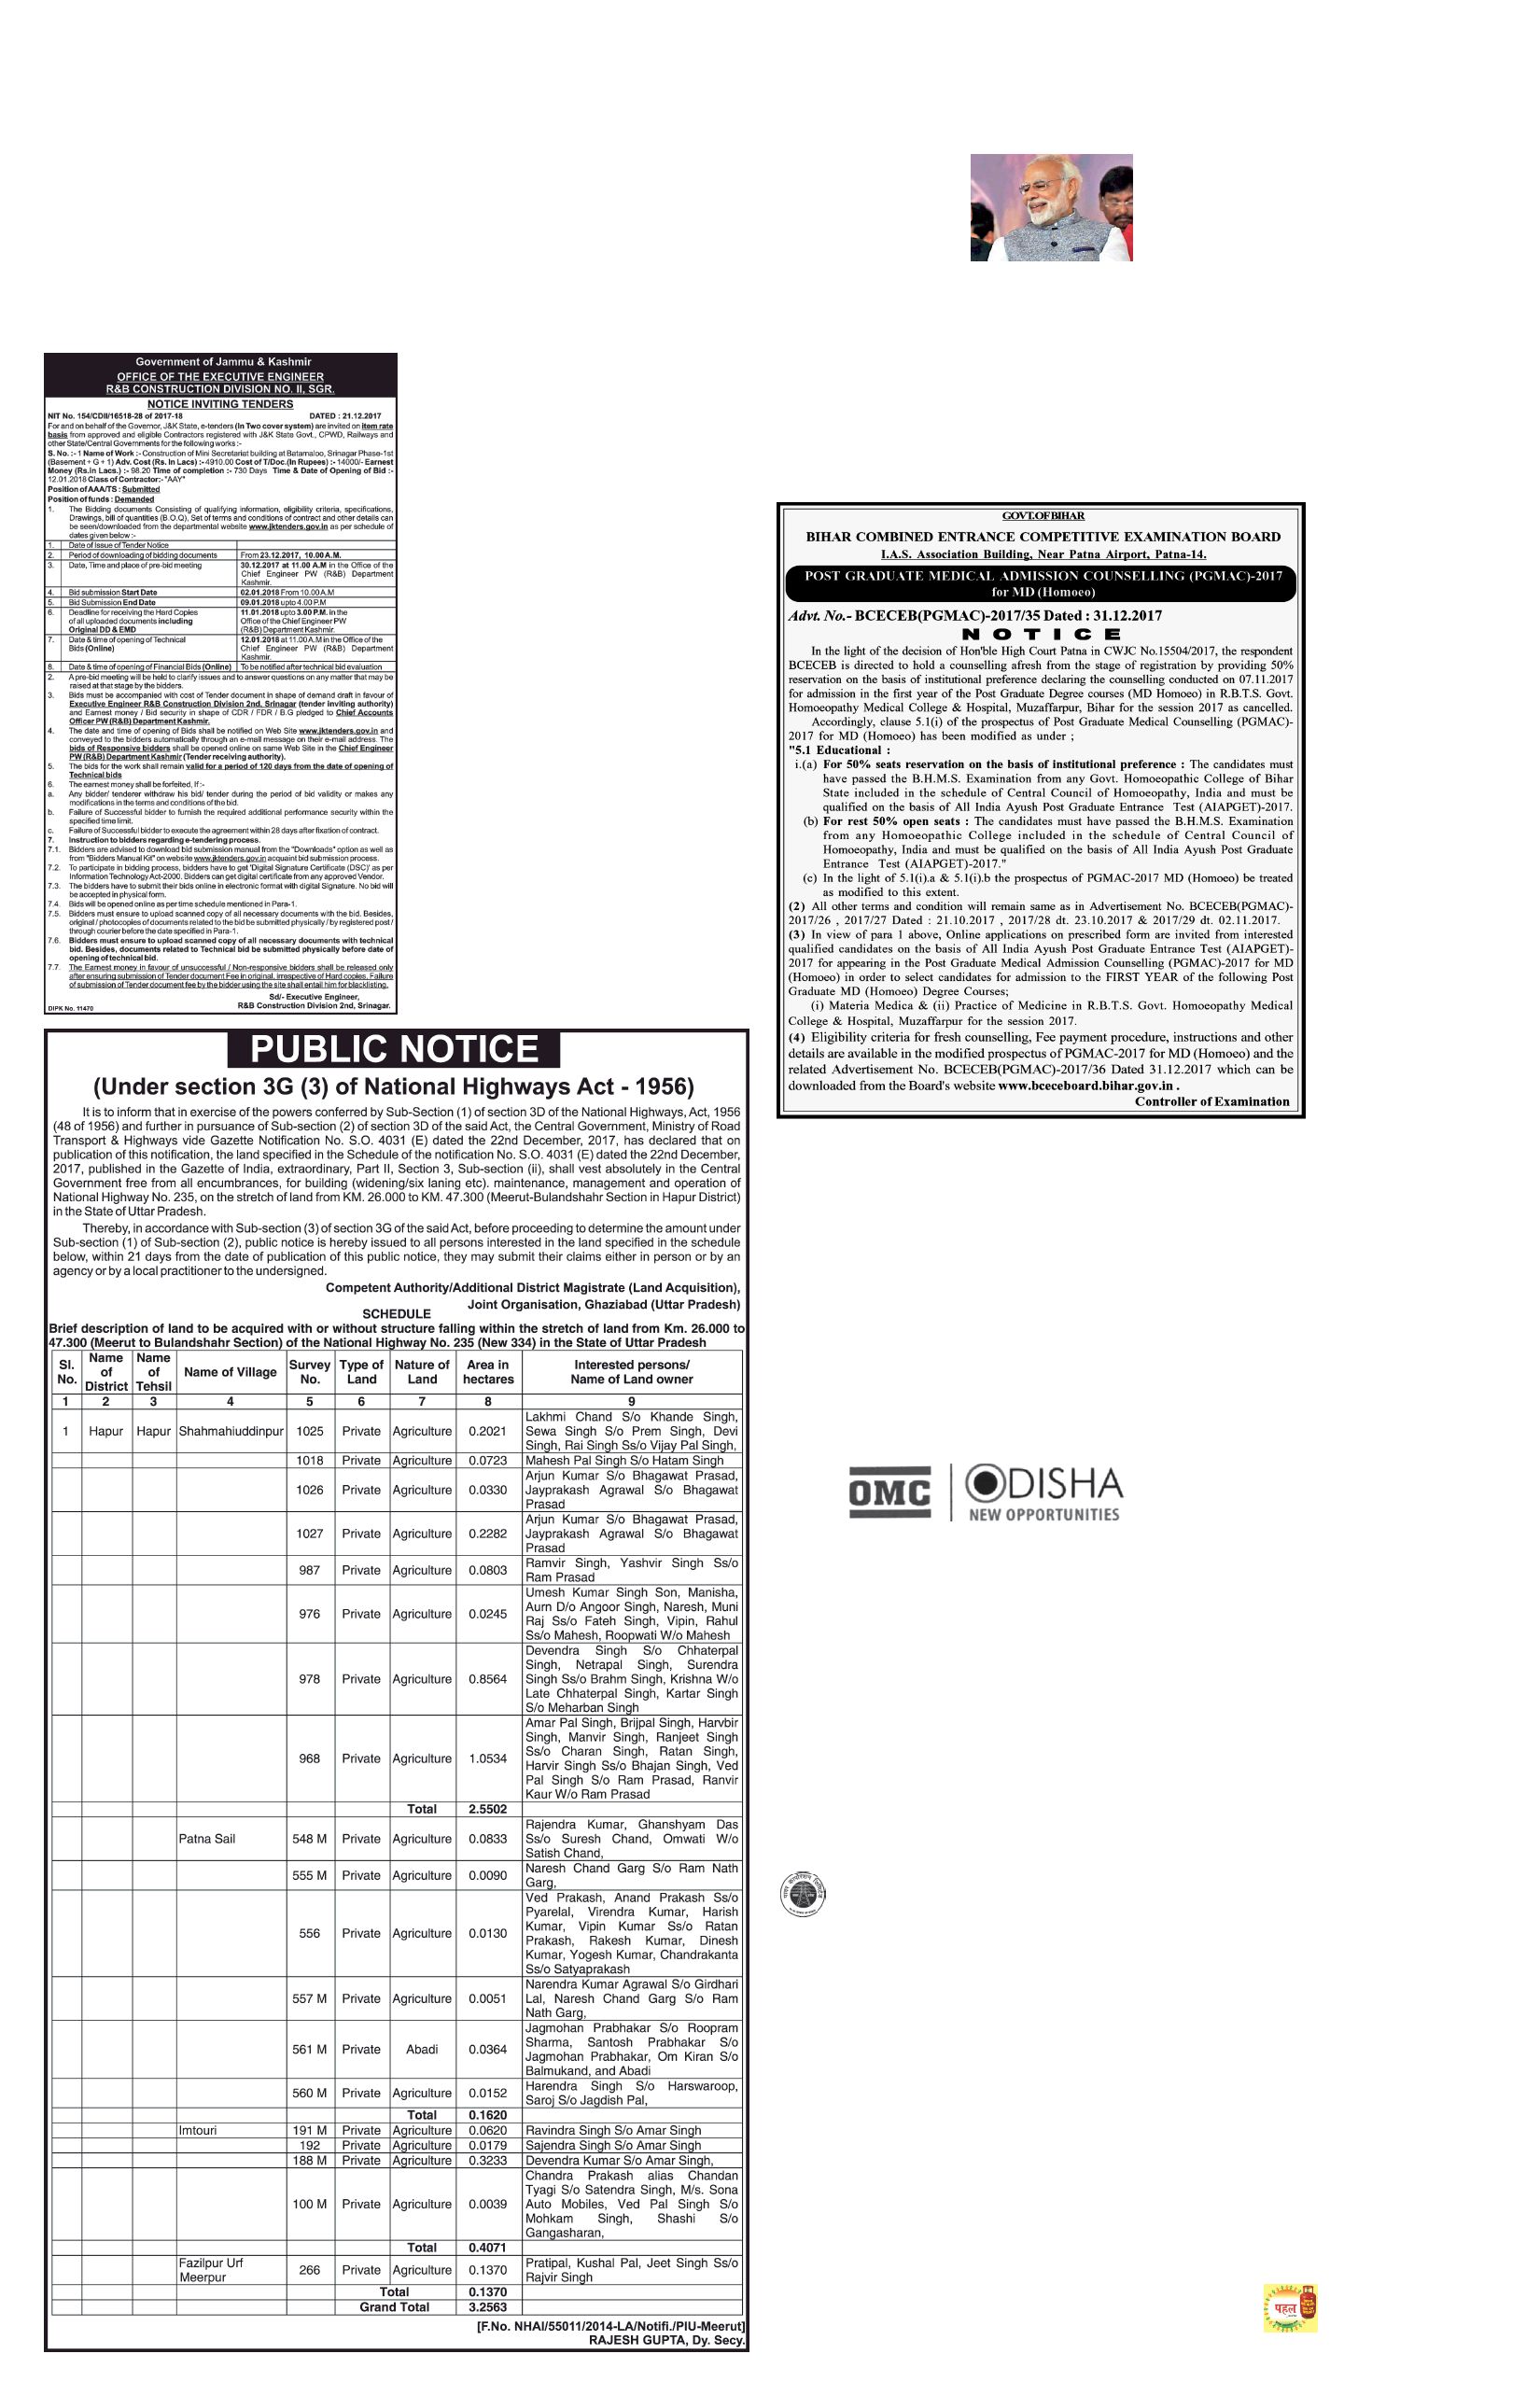 Government of Jammu & Kashmir
OFFICE OF THE EXECUTIVE ENGINEER
R&B CONSTRUCTION DIVISION NO. II, SGR.
NOTICE INVITING TENDERS
NIT No. 154/CDII/16518-28 of 2017-18 DATED : 21.12.2017
For and on behalf of the Governor, J&K State, e-tenders (In Two cover system) are invited on item rate
basis from approved and eligible Contractors registered with J&K State Govt., CPWD, Railways and
other State/Central Governments for the following works :-
S. No. :- 1 Name of Work :- Construction of Mini Secretariat building at Batamaloo, Srinagar Phase-1st
(Basement + G + 1) Adv. Cost (Rs. In Lacs) :- 4910.00 Cost of T/Doc.(In Rupees) :- 14000/- Earnest
Money (Rs.in Lacs.) :- 98.20 Time of completion :- 730 Days Time & Date of Opening of Bid :-
12.01.2018 Class of Contractor:- "AAY"
Position of AAA/TS : Submitted
Position of funds : Demanded
1. The Bidding documents Consisting of qualifying information, eligibility criteria, specifications,
Drawings, bill of quantities (B.O.Q), Set of terms and conditions of contract and other details can
be seen/downloaded from the departmental website www.jktenders.gov.in as per schedule of
dates given below :-
1. Date of Issue of Tender Notice
2. Period of downloading of bidding documents From 23.12.2017, 10.00 A.M.
3. Date, Time and place of pre-bid meeting 30.12.2017 at 11.00 A.M in the Office of the
Chief Engineer PW (R&B) Department
Kashmir.
4. Bid submission Start Date 02.01.2018 From 10.00 A.M
5. Bid Submission End Date 09.01.2018 upto 4.00 P.M
6. Deadline for receiving the Hard Copies 11.01.2018 upto 3.00 P.M. in the
of all uploaded documents including Office of the Chief Engineer PW
Original DD & EMD (R&B) Department Kashmir.
7. Date & time of opening of Technical 12.01.2018 at 11.00 A.M in the Office of the
Bids (Online) Chief Engineer PW (R&B) Department
Kashmir.
8. Date & time of opening of Financial Bids (Online) To be notified after technical bid evaluation
2. A pre-bid meeting will be held to clarify issues and to answer questions on any matter that may be
raised at that stage by the bidders.
3. Bids must be accompanied with cost of Tender document in shape of demand draft in favour of
Executive Engineer R&B Construction Division 2nd, Srinagar (tender inviting authority)
and Earnest money / Bid security in shape of CDR / FDR / B.G pledged to Chief Accounts
Officer PW (R&B) Department Kashmir.
4. The date and time of opening of Bids shall be notified on Web Site www.jktenders.gov.in and
conveyed to the bidders automatically through an e-mail message on their e-mail address. The
bids of Responsive bidders shall be opened online on same Web Site in the Chief Engineer
PW (R&B) Department Kashmir (Tender receiving authority).
5. The bids for the work shall remain valid for a period of 120 days from the date of opening of
Technical bids
6. The earnest money shall be forfeited, If :-
a. Any bidder/ tenderer withdraw his bid/ tender during the period of bid validity or makes any
modifications in the terms and conditions of the bid.
b. Failure of Successful bidder to furnish the required additional performance security within the
specified time limit.
c. Failure of Successful bidder to execute the agreement within 28 days after fixation of contract.
7. Instruction to bidders regarding e-tendering process.
7.1. Bidders are advised to download bid submission manual from the "Downloads" option as well as
from "Bidders Manual Kit" on website www.jktenders.gov.in acquaint bid submission process.
7.2. To participate in bidding process, bidders have to get 'Digital Signature Certificate (DSC)' as per
Information Technology Act-2000. Bidders can get digital certificate from any approved Vendor.
7.3. The bidders have to submit their bids online in electronic format with digital Signature. No bid will
be accepted in physical form.
7.4. Bids will be opened online as per time schedule mentioned in Para-1.
7.5. Bidders must ensure to upload scanned copy of all necessary documents with the bid. Besides,
original / photocopies of documents related to the bid be submitted physically / by registered post /
through courier before the date specified in Para-1.
7.6. Bidders must ensure to upload scanned copy of all necessary documents with technical
bid. Besides, documents related to Technical bid be submitted physically before date of
opening of technical bid.
7.7. The Earnest money in favour of unsuccessful / Non-responsive bidders shall be released only
after ensuring submission of Tender document Fee in original, irrespective of Hard copies. Failure
of submission of Tender document fee by the bidder using the site shall entail him for blacklisting.
Sd/- Executive Engineer,
DIPK No. 11470 R&B Construction Division 2nd, Srinagar.
PUBLIC NOTICE
(Under section 3G (3) of National Highways Act - 1956)
It is to inform that in exercise of the powers conferred by Sub-Section (1) of section 3D of the National Highways, Act, 1956
(48 of 1956) and further in pursuance of Sub-section (2) of section 3D of the said Act, the Central Government, Ministry of Road
Transport & Highways vide Gazette Notification No. S.O. 4031 (E) dated the 22nd December, 2017, has declared that on
publication of this notification, the land specified in the Schedule of the notification No. S.O. 4031 (E) dated the 22nd December,
2017, published in the Gazette of India, extraordinary, Part II, Section 3, Sub-section (ii), shall vest absolutely in the Central
Government free from all encumbrances, for building (widening/six laning etc). maintenance, management and operation of
National Highway No. 235, on the stretch of land from KM. 26.000 to KM. 47.300 (Meerut-Bulandshahr Section in Hapur District)
in the State of Uttar Pradesh.
Thereby, in accordance with Sub-section (3) of section 3G of the said Act, before proceeding to determine the amount under
Sub-section (1) of Sub-section (2), public notice is hereby issued to all persons interested in the land specified in the schedule
below, within 21 days from the date of publication of this public notice, they may submit their claims either in person or by an
agency or by a local practitioner to the undersigned.
Competent Authority/Additional District Magistrate (Land Acquisition),
Joint Organisation, Ghaziabad (Uttar Pradesh)
SCHEDULE
Brief description of land to be acquired with or without structure falling within the stretch of land from Km. 26.000 to
47.300 (Meerut to Bulandshahr Section) of the National Highway No. 235 (New 334) in the State of Uttar Pradesh
Sl. No. Name of District Name of Tehsil Name of Village Survey No. Type of Land Nature of Land Area in hectares Interested persons/ Name of Land owner
1 2 3 4 5 6 7 8 9
1 Hapur Hapur Shahmahiuddinpur 1025 Private Agriculture 0.2021 Lakhmi Chand S/o Khande Singh,
Sewa Singh S/o Prem Singh, Devi
Singh, Rai Singh Ss/o Vijay Pal Singh,
1018 Private Agriculture 0.0723 Mahesh Pal Singh S/o Hatam Singh
1026 Private Agriculture 0.0330 Arjun Kumar S/o Bhagawat Prasad,
Jayprakash Agrawal S/o Bhagawat
Prasad
1027 Private Agriculture 0.2282 Arjun Kumar S/o Bhagawat Prasad,
Jayprakash Agrawal S/o Bhagawat
Prasad
987 Private Agriculture 0.0803 Ramvir Singh, Yashvir Singh Ss/o
Ram Prasad
976 Private Agriculture 0.0245 Umesh Kumar Singh Son, Manisha,
Aurn D/o Angoor Singh, Naresh, Muni
Raj Ss/o Fateh Singh, Vipin, Rahul
Ss/o Mahesh, Roopwati W/o Mahesh
978 Private Agriculture 0.8564 Devendra Singh S/o Chhaterpal
Singh, Netrapal Singh, Surendra
Singh Ss/o Brahm Singh, Krishna W/o
Late Chhaterpal Singh, Kartar Singh
S/o Meharban Singh
968 Private Agriculture 1.0534 Amar Pal Singh, Brijpal Singh, Harvbir
Singh, Manvir Singh, Ranjeet Singh
Ss/o Charan Singh, Ratan Singh,
Harvir Singh Ss/o Bhajan Singh, Ved
Pal Singh S/o Ram Prasad, Ranvir
Kaur W/o Ram Prasad
Total 2.5502
Patna Sail 548 M Private Agriculture 0.0833 Rajendra Kumar, Ghanshyam Das
Ss/o Suresh Chand, Omwati W/o
Satish Chand,
555 M Private Agriculture 0.0090 Naresh Chand Garg S/o Ram Nath
Garg,
556 Private Agriculture 0.0130 Ved Prakash, Anand Prakash Ss/o
Pyarelal, Virendra Kumar, Harish
Kumar, Vipin Kumar Ss/o Ratan
Prakash, Rakesh Kumar, Dinesh
Kumar, Yogesh Kumar, Chandrakanta
Ss/o Satyaprakash
557 M Private Agriculture 0.0051 Narendra Kumar Agrawal S/o Girdhari
Lal, Naresh Chand Garg S/o Ram
Nath Garg,
561 M Private Abadi 0.0364 Jagmohan Prabhakar S/o Roopram
Sharma, Santosh Prabhakar S/o
Jagmohan Prabhakar, Om Kiran S/o
Balmukand, and Abadi
560 M Private Agriculture 0.0152 Harendra Singh S/o Harswaroop,
Saroj S/o Jagdish Pal,
Total 0.1620
Imtouri 191 M Private Agriculture 0.0620 Ravindra Singh S/o Amar Singh
192 Private Agriculture 0.0179 Sajendra Singh S/o Amar Singh
188 M Private Agriculture 0.3233 Devendra Kumar S/o Amar Singh,
100 M Private Agriculture 0.0039 Chandra Prakash alias Chandan
Tyagi S/o Satendra Singh, M/s. Sona
Auto Mobiles, Ved Pal Singh S/o
Mohkam Singh, Shashi S/o
Gangasharan,
Total 0.4071
Fazilpur Urf Meerpur 266 Private Agriculture 0.1370 Pratipal, Kushal Pal, Jeet Singh Ss/o
Rajvir Singh
Total 0.1370
Grand Total 3.2563
[F.No. NHAI/55011/2014-LA/Notifi./PIU-Meerut]
RAJESH GUPTA, Dy. Secy.
GOVT.OF BIHAR
BIHAR COMBINED ENTRANCE COMPETITIVE EXAMINATION BOARD
I.A.S. Association Building, Near Patna Airport, Patna-14.
POST GRADUATE MEDICAL ADMISSION COUNSELLING (PGMAC)-2017
for MD (Homoeo)
Advt. No.- BCECEB(PGMAC)-2017/35 Dated : 31.12.2017
NOTICE
In the light of the decision of Hon'ble High Court Patna in CWJC No.15504/2017, the respondent
BCECEB is directed to hold a counselling afresh from the stage of registration by providing 50%
reservation on the basis of institutional preference declaring the counselling conducted on 07.11.2017
for admission in the first year of the Post Graduate Degree courses (MD Homoeo) in R.B.T.S. Govt.
Homoeopathy Medical College & Hospital, Muzaffarpur, Bihar for the session 2017 as cancelled.
Accordingly, clause 5.1(i) of the prospectus of Post Graduate Medical Counselling (PGMAC)-
2017 for MD (Homoeo) has been modified as under ;
"5.1 Educational :
i.(a) For 50% seats reservation on the basis of institutional preference : The candidates must
have passed the B.H.M.S. Examination from any Govt. Homoeopathic College of Bihar
State included in the schedule of Central Council of Homoeopathy, India and must be
qualified on the basis of All India Ayush Post Graduate Entrance Test (AIAPGET)-2017.
(b) For rest 50% open seats : The candidates must have passed the B.H.M.S. Examination
from any Homoeopathic College included in the schedule of Central Council of
Homoeopathy, India and must be qualified on the basis of All India Ayush Post Graduate
Entrance Test (AIAPGET)-2017."
(c) In the light of 5.1(i).a & 5.1(i).b the prospectus of PGMAC-2017 MD (Homoeo) be treated
as modified to this extent.
(2) All other terms and condition will remain same as in Advertisement No. BCECEB(PGMAC)-
2017/26 , 2017/27 Dated : 21.10.2017 , 2017/28 dt. 23.10.2017 & 2017/29 dt. 02.11.2017.
(3) In view of para 1 above, Online applications on prescribed form are invited from interested
qualified candidates on the basis of All India Ayush Post Graduate Entrance Test (AIAPGET)-
2017 for appearing in the Post Graduate Medical Admission Counselling (PGMAC)-2017 for MD
(Homoeo) in order to select candidates for admission to the FIRST YEAR of the following Post
Graduate MD (Homoeo) Degree Courses;
(i) Materia Medica & (ii) Practice of Medicine in R.B.T.S. Govt. Homoeopathy Medical
College & Hospital, Muzaffarpur for the session 2017.
(4) Eligibility criteria for fresh counselling, Fee payment procedure, instructions and other
details are available in the modified prospectus of PGMAC-2017 for MD (Homoeo) and the
related Advertisement No. BCECEB(PGMAC)-2017/36 Dated 31.12.2017 which can be
downloaded from the Board's website www.bceceboard.bihar.gov.in .
Controller of Examination
OMC ODISHA
NEW OPPORTUNITIES
पहल